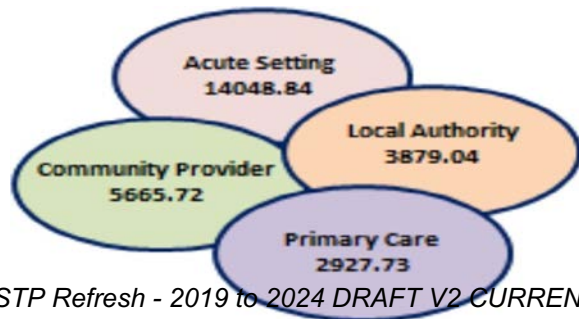 Acute Setting
14048.84
Local Authority
3879.04
Community Provider
5665.72
Primary Care
2927.73
STP Refresh - 2019 to 2024 DRAFT V2 CURREN